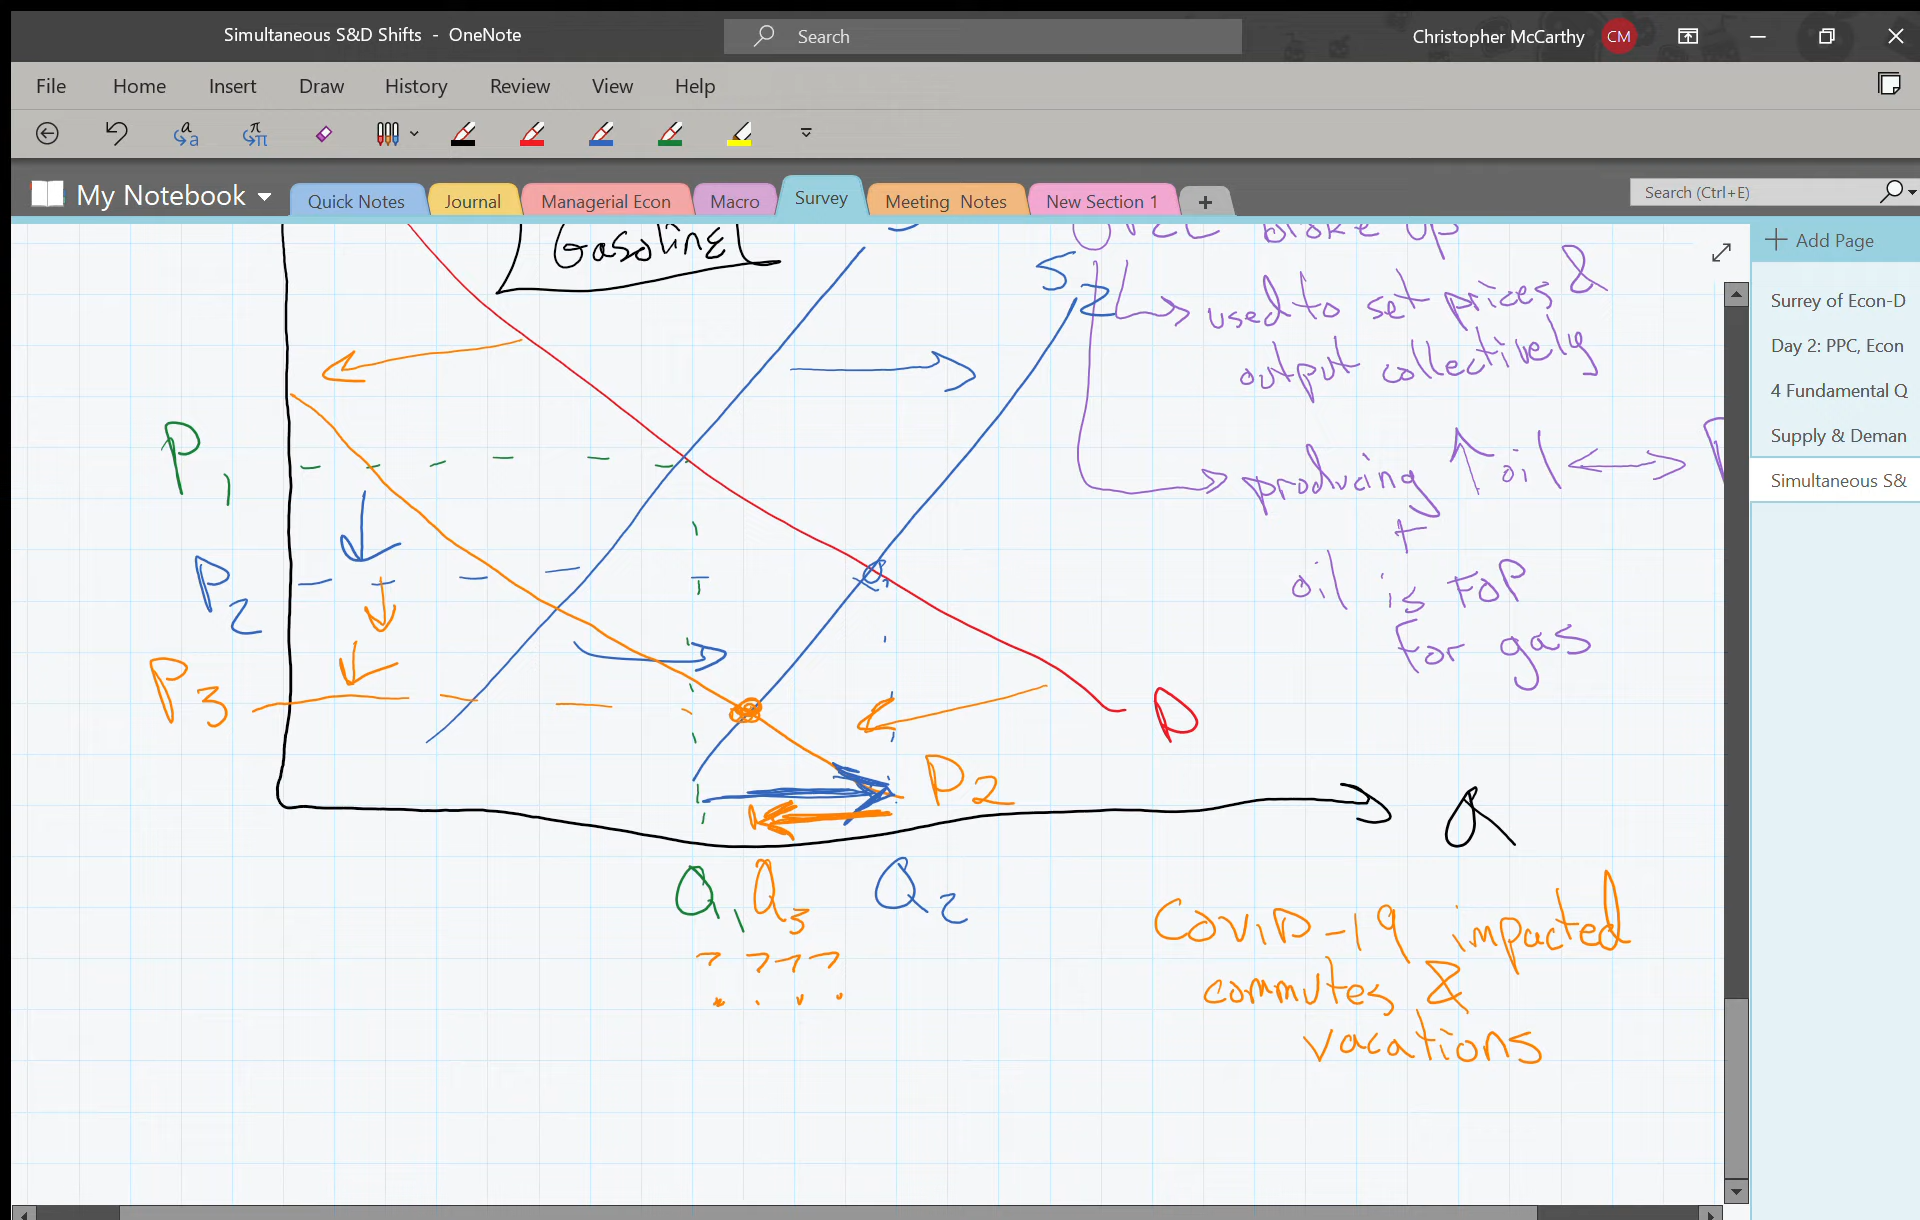 Simultaneous S&D Shifts - OneNote
Search
Christopher McCarthy CM
File Home Insert Draw History Review View Help
My Notebook
Quick Notes Journal Managerial Econ Macro Survey Meeting Notes New Section 1 +
Search (Ctrl+E)
Add Page
Surrey of Econ-D
Day 2: PPC, Econ
4 Fundamental Q
Supply & Deman
Simultaneous S&
Gasoline
broke up
S2
used to set prices &
output collectively
P1
producing ↑ oil
+
P2
oil is FOP
for gas
P3
D
D2
Q
Q1 Q3 Q2
? ? ? ?
COVID-19 impacted
commutes &
vacations